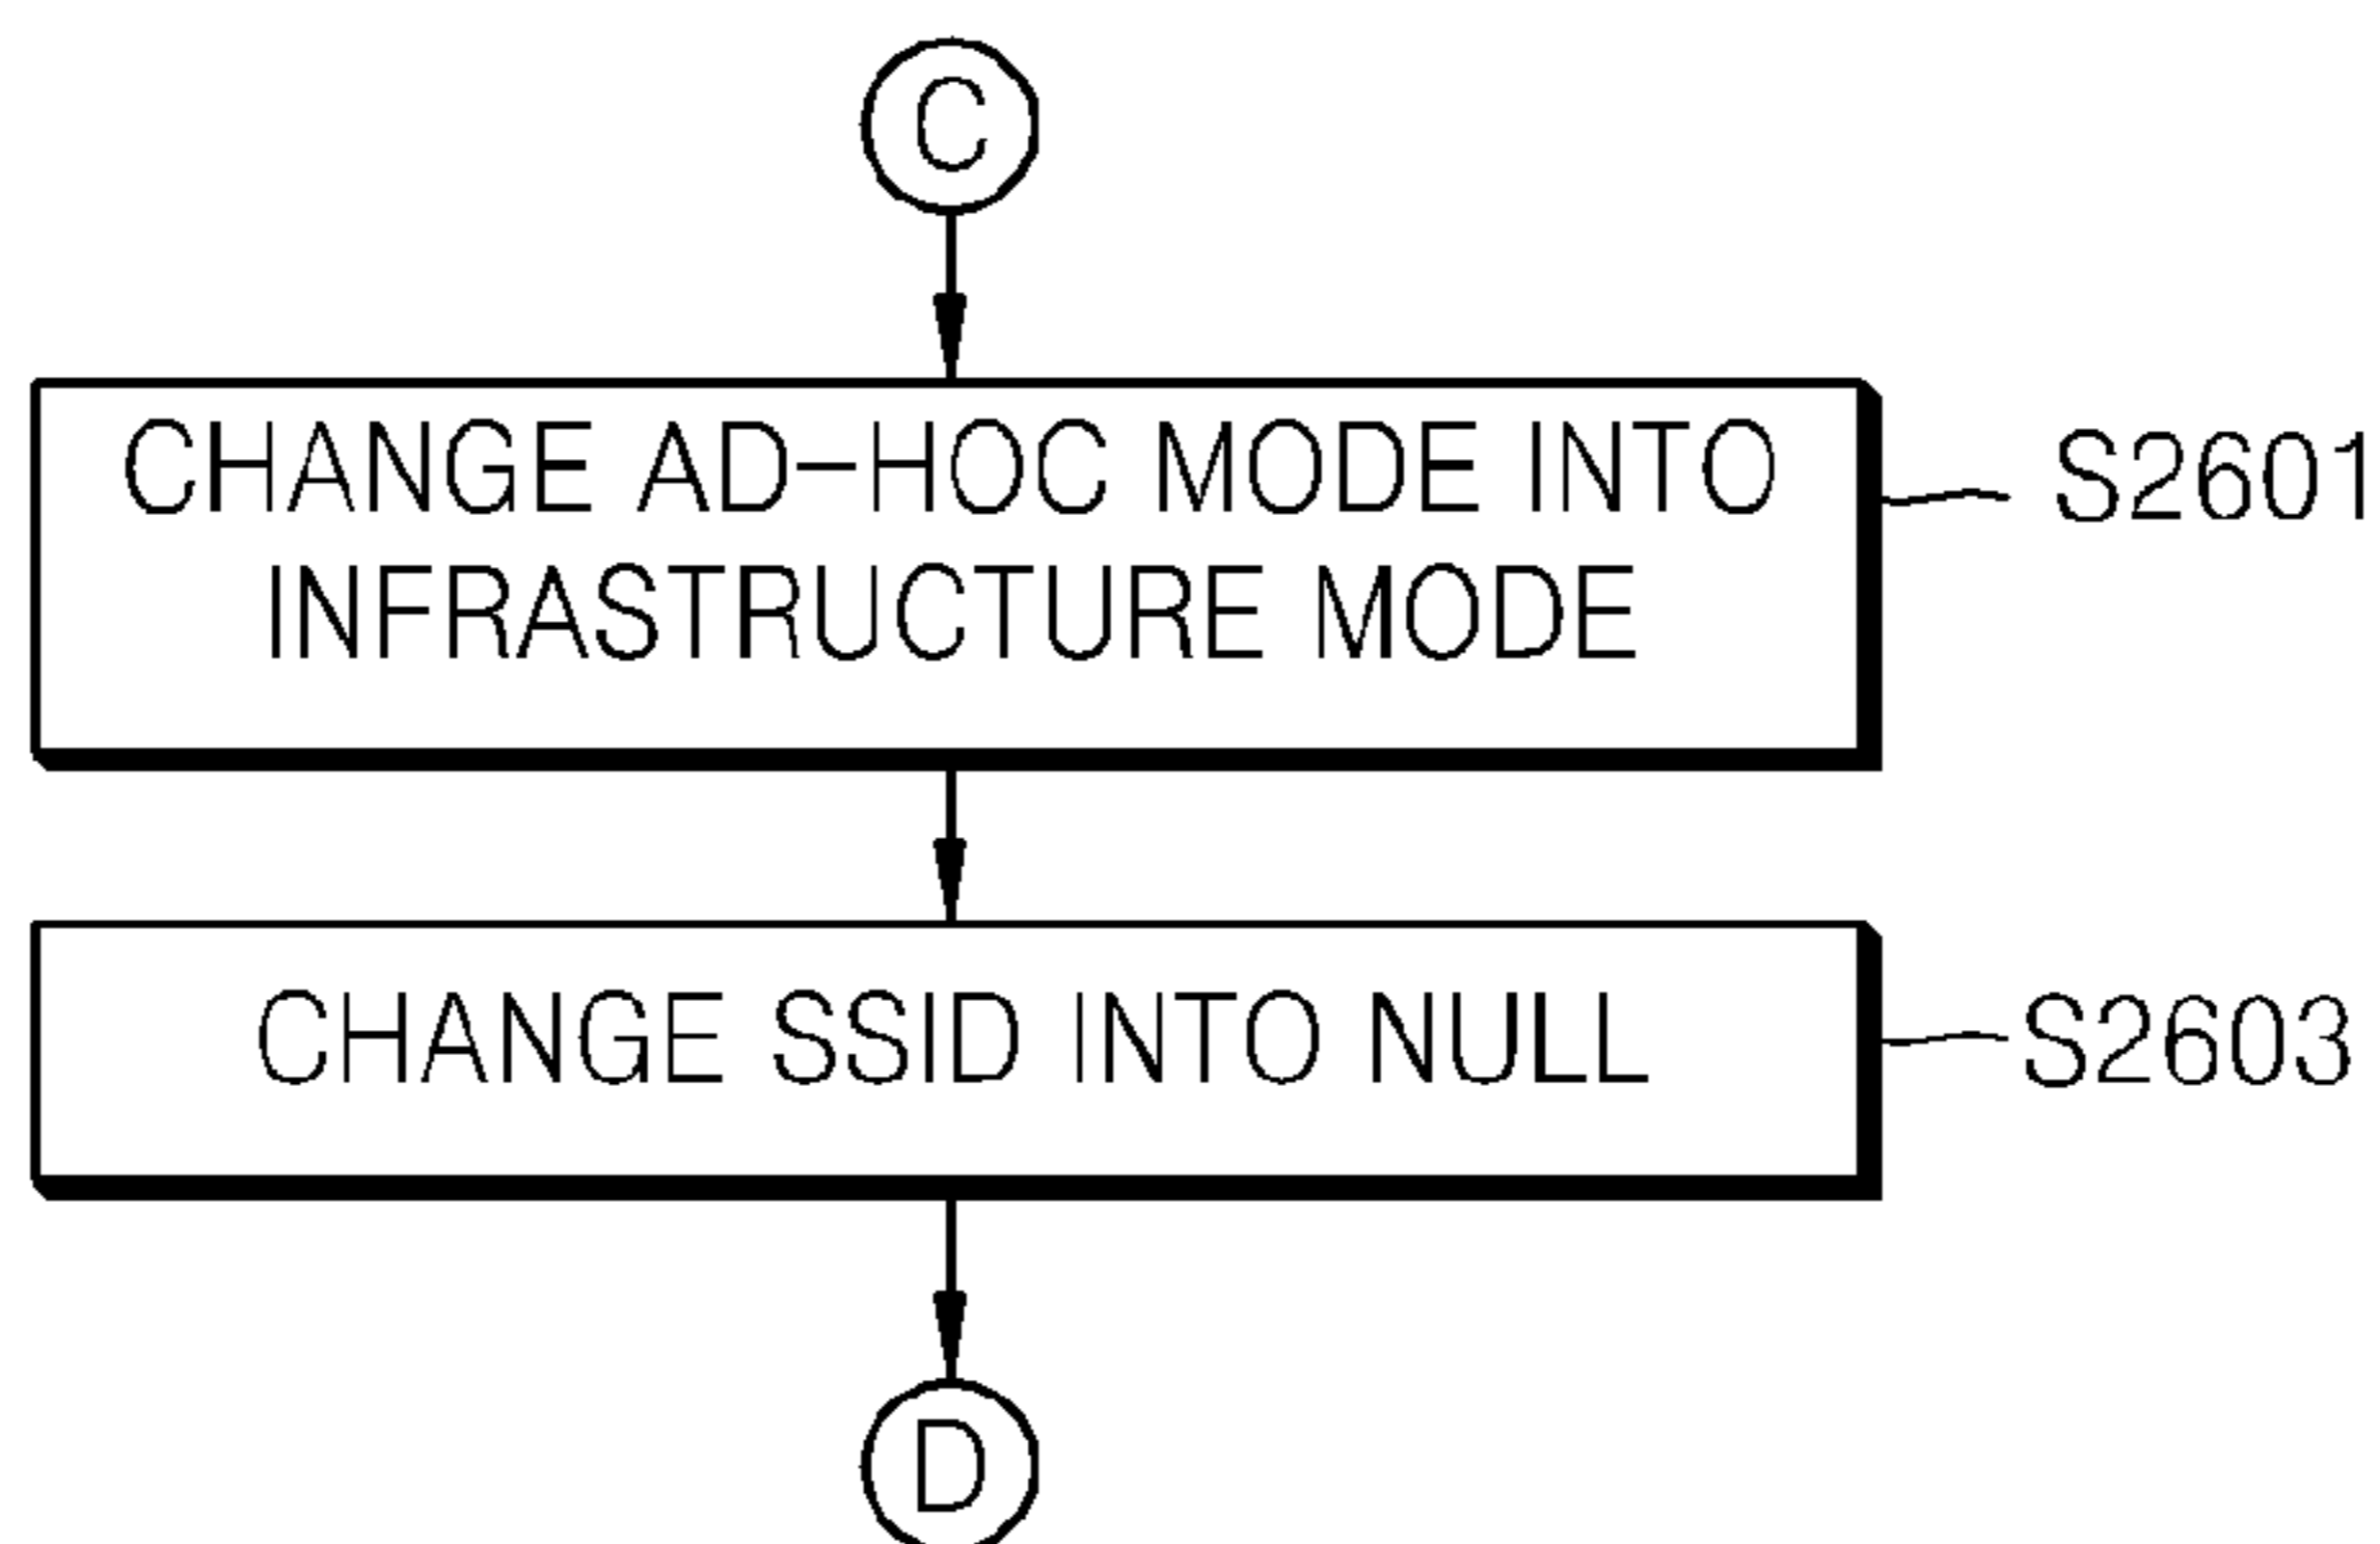 C
CHANGE AD-HOC MODE INTO
INFRASTRUCTURE MODE
S2601
CHANGE SSID INTO NULL
S2603
D